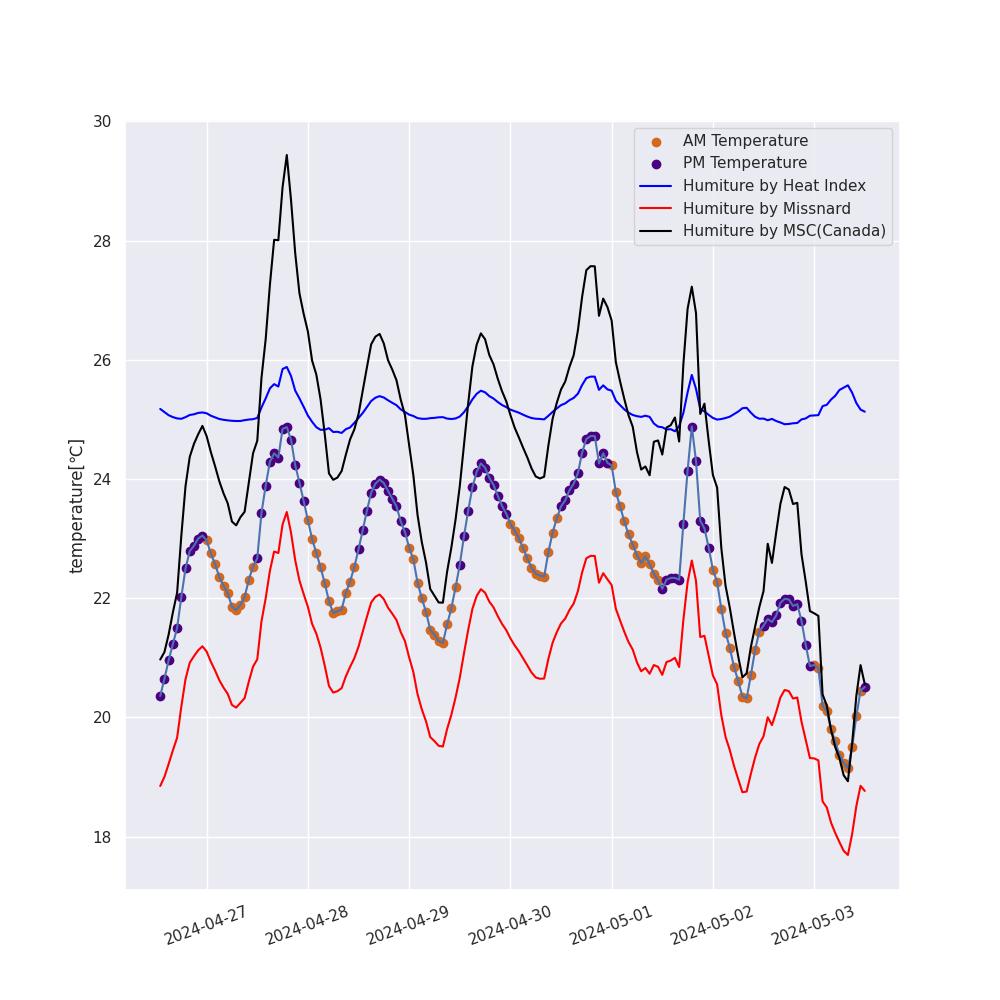 30
28
26
24
22
20
18
temperature[℃]
AM Temperature
PM Temperature
Humiture by Heat Index
Humiture by Missnard
Humiture by MSC(Canada)
2024-04-27
2024-04-28
2024-04-29
2024-04-30
2024-05-01
2024-05-02
2024-05-03